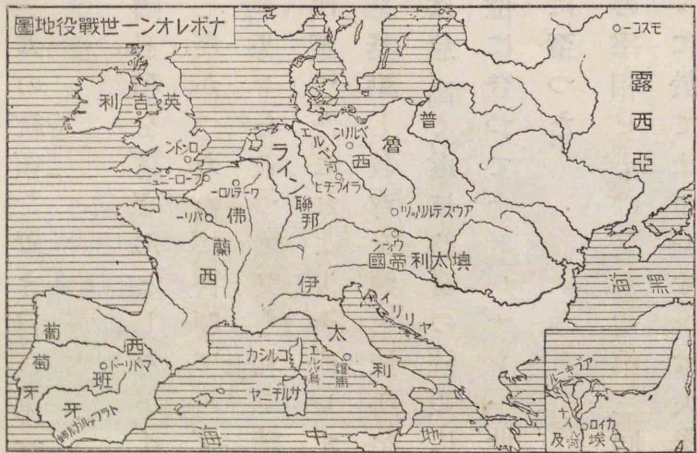 ナポレオン一世戰役地圖
モスコー
露西亞
英吉利
ロンドン
ブーローニュ
ワーテルロー
パリー
佛蘭西
ライン聯邦
エルベ河
ベルリン
ライプチヒ
普魯西
アウステルリッツ
ウィーン
墺太利帝國
伊太利
イリリヤ
黑海
コルシカ
サルヂニヤ
エルバ島
羅馬
葡萄牙
西班牙
マドリード
トラファルガル岬
地中海
アブキール
ナイル河
カイロ
埃及